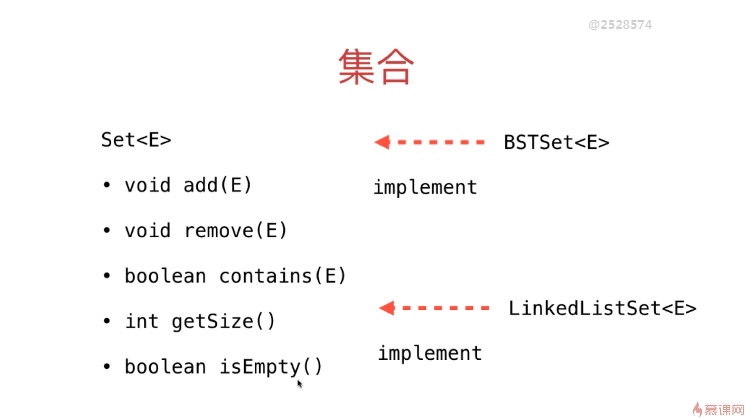 @2528574
集合
Set<E>
• void add(E)
• void remove(E)
• boolean contains(E)
• int getSize()
• boolean isEmpty()
BSTSet<E>
implement
LinkedListSet<E>
implement
慕课网